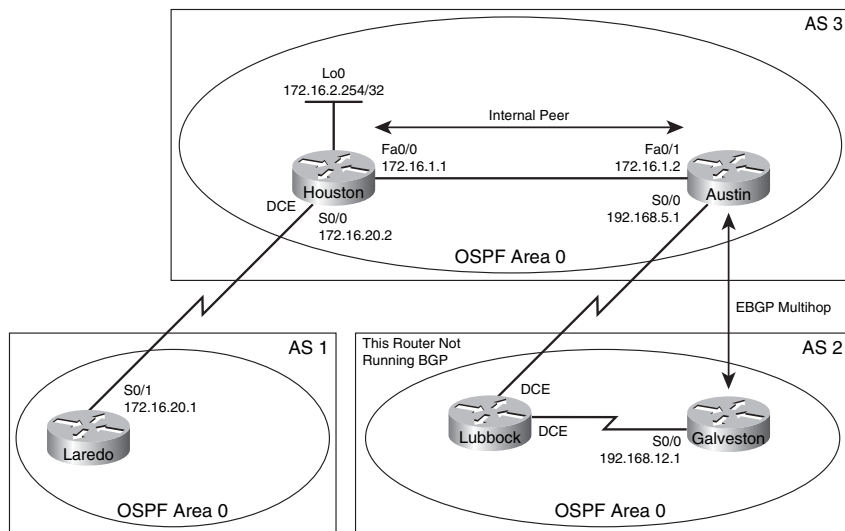 AS 3
Lo0
172.16.2.254/32
Internal Peer
Fa0/0
172.16.1.1
Fa0/1
172.16.1.2
Houston
Austin
DCE
S0/0
172.16.20.2
S0/0
192.168.5.1
OSPF Area 0
EBGP Multihop
AS 1
This Router Not
Running BGP
AS 2
S0/1
172.16.20.1
Laredo
DCE
Lubbock
DCE
S0/0
192.168.12.1
Galveston
OSPF Area 0
OSPF Area 0